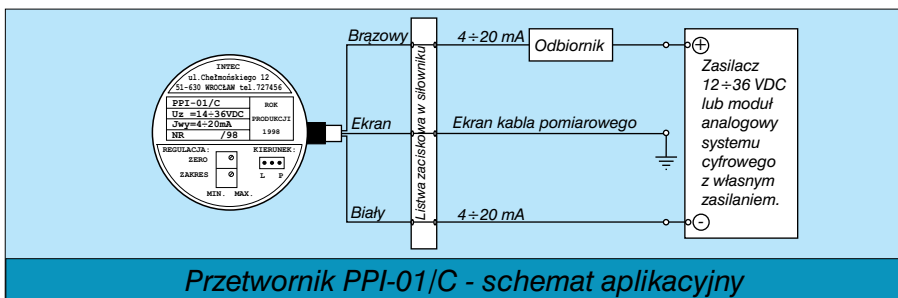 INTEC
ul.Chełmońskiego 12
51-630 WROCŁAW tel.727456
PPI-01/C
Uz =14÷36VDC
Jwy=4÷20mA
NR /98
ROK
PRODUKCJI
1998
REGULACJA:
ZERO
ZAKRES
MIN. MAX.
KIERUNEK:
L P
Brązowy
Ekran
Biały
Listwa zaciskowa w siłowniku
4÷20 mA
Odbiornik
Ekran kabla pomiarowego
4÷20 mA
+
-
Zasilacz
12÷36 VDC
lub moduł
analogowy
systemu
cyfrowego
z własnym
zasilaniem.
Przetwornik PPI-01/C - schemat aplikacyjny